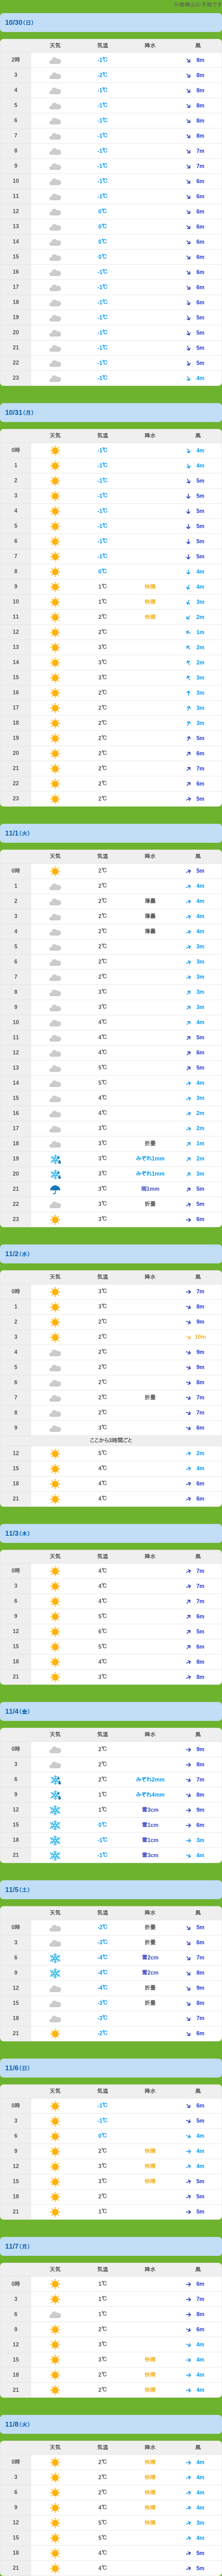 10/30(日)
天気 気温 降水 風
2時 -1℃ 8m
3 -2℃ 8m
4 -1℃ 8m
5 -1℃ 8m
6 -1℃ 8m
7 -1℃ 8m
8 -1℃ 7m
9 -1℃ 7m
10 -1℃ 6m
11 -1℃ 6m
12 0℃ 6m
13 0℃ 6m
14 0℃ 6m
15 0℃ 6m
16 -1℃ 6m
17 -1℃ 6m
18 -1℃ 6m
19 -1℃ 5m
20 -1℃ 5m
21 -1℃ 5m
22 -1℃ 5m
23 -1℃ 4m
10/31(月)
天気 気温 降水 風
0時 -1℃ 4m
1 -1℃ 4m
2 -1℃ 5m
3 -1℃ 5m
4 -1℃ 5m
5 -1℃ 5m
6 -1℃ 5m
7 -1℃ 5m
8 0℃ 4m
9 1℃ 快晴 4m
10 1℃ 快晴 3m
11 2℃ 快晴 2m
12 2℃ 1m
13 3℃ 2m
14 3℃ 2m
15 3℃ 3m
16 2℃ 3m
17 2℃ 3m
18 2℃ 3m
19 2℃ 5m
20 2℃ 6m
21 2℃ 7m
22 2℃ 6m
23 2℃ 5m
11/1(火)
天気 気温 降水 風
0時 2℃ 5m
1 2℃ 4m
2 2℃ 薄曇 4m
3 2℃ 薄曇 4m
4 2℃ 薄曇 4m
5 2℃ 3m
6 2℃ 3m
7 2℃ 3m
8 3℃ 3m
9 3℃ 3m
10 4℃ 4m
11 4℃ 5m
12 4℃ 6m
13 5℃ 5m
14 5℃ 4m
15 4℃ 3m
16 4℃ 2m
17 3℃ 2m
18 3℃ 折曇 1m
19 3℃ みぞれ1mm 2m
20 3℃ みぞれ1mm 3m
21 3℃ 雨1mm 5m
22 3℃ 折曇 5m
23 3℃ 6m
11/2(水)
天気 気温 降水 風
0時 3℃ 7m
1 3℃ 8m
2 2℃ 9m
3 2℃ 10m
4 2℃ 9m
5 2℃ 9m
6 2℃ 8m
7 2℃ 折曇 7m
8 2℃ 7m
9 3℃ 6m
ここから3時間ごと
12 5℃ 2m
15 4℃ 4m
18 4℃ 6m
21 4℃ 6m
11/3(木)
天気 気温 降水 風
0時 4℃ 7m
3 4℃ 7m
6 4℃ 7m
9 5℃ 6m
12 6℃ 5m
15 5℃ 6m
18 4℃ 8m
21 3℃ 8m
11/4(金)
天気 気温 降水 風
0時 2℃ 9m
3 2℃ 8m
6 2℃ みぞれ2mm 7m
9 1℃ みぞれ4mm 8m
12 1℃ 雪3cm 9m
15 0℃ 雪1cm 6m
18 -1℃ 雪1cm 3m
21 -1℃ 雪3cm 4m
11/5(土)
天気 気温 降水 風
0時 -2℃ 折曇 5m
3 -3℃ 折曇 6m
6 -4℃ 雪2cm 7m
9 -4℃ 雪2cm 8m
12 -4℃ 折曇 9m
15 -3℃ 折曇 8m
18 -3℃ 7m
21 -2℃ 6m
11/6(日)
天気 気温 降水 風
0時 -1℃ 6m
3 -1℃ 5m
6 0℃ 4m
9 2℃ 快晴 4m
12 3℃ 快晴 4m
15 3℃ 快晴 5m
18 2℃ 5m
21 1℃ 5m
11/7(月)
天気 気温 降水 風
0時 1℃ 6m
3 1℃ 7m
6 1℃ 8m
9 2℃ 6m
12 3℃ 4m
15 3℃ 快晴 4m
18 2℃ 快晴 4m
21 2℃ 快晴 4m
11/8(火)
天気 気温 降水 風
0時 2℃ 快晴 4m
3 2℃ 快晴 4m
6 2℃ 快晴 4m
9 4℃ 快晴 4m
12 5℃ 快晴 3m
15 5℃ 4m
18 4℃ 5m
21 4℃ 5m